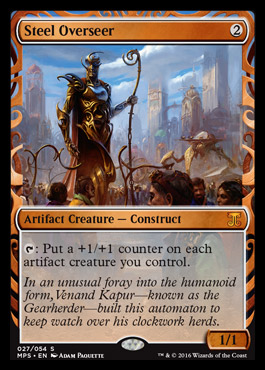 Steel Overseer 2
Artifact Creature — Construct
: Put a +1/+1 counter on each
artifact creature you control.
In an unusual foray into the humanoid
form, Venand Kapur—known as the
Gearherder—built this automaton to
keep watch over his clockwork herds.
1/1
027/054 S
MPS • EN Adam Paquette ™ & © 2016 Wizards of the Coast